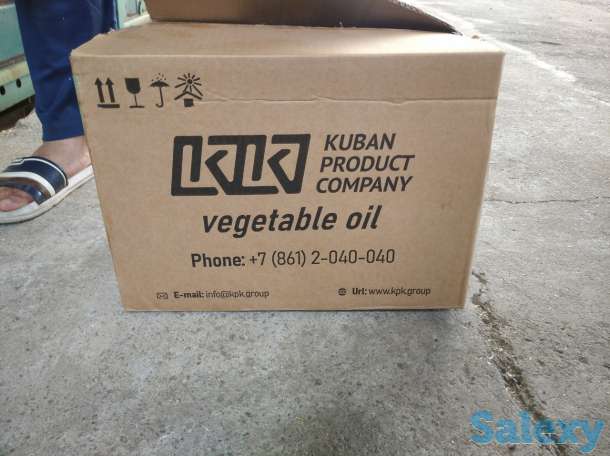 КПК KUBAN
PRODUCT
COMPANY
vegetable oil
Phone: +7 (861) 2-040-040
E-mail: info@kpk.group
Url: www.kpk.group
Salexy